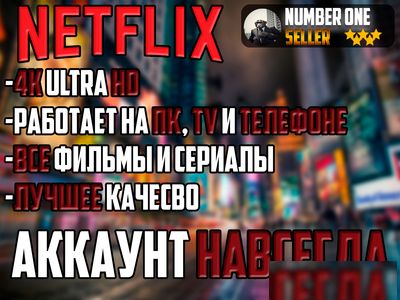 NETFLIX
NUMBER ONE
SELLER
-4K ULTRA HD
-РАБОТАЕТ НА ПК, TV И ТЕЛЕФОНЕ
-ВСЕ ФИЛЬМЫ И СЕРИАЛЫ
-ЛУЧШЕЕ КАЧЕСВО
АККАУНТ НАВСЕГДА